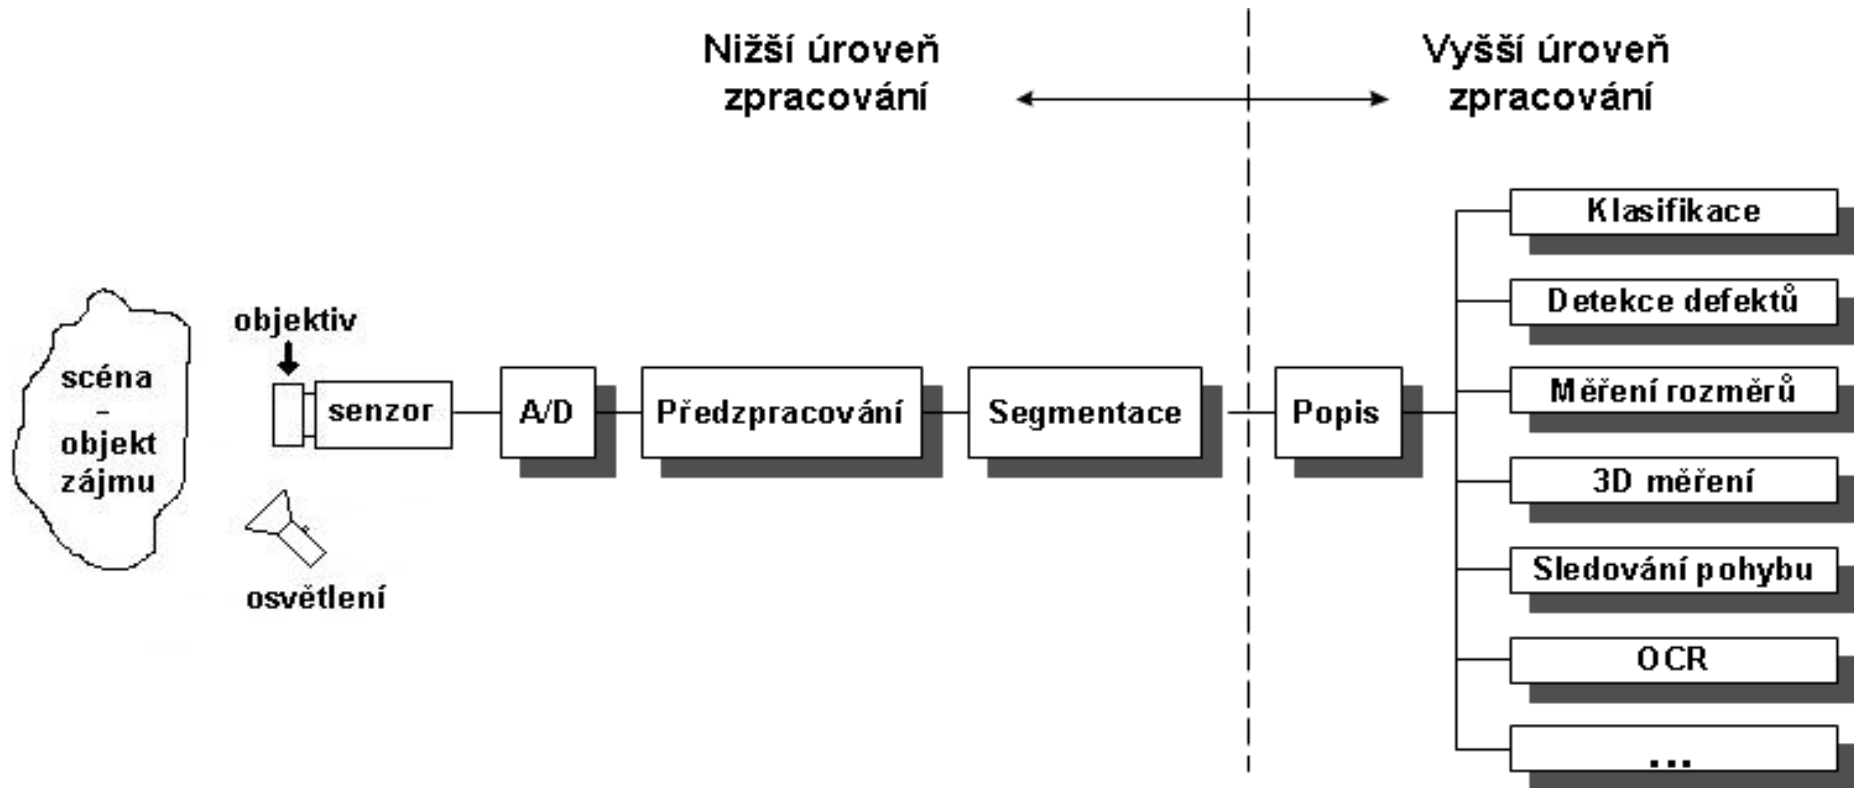 Nižší úroveň
zpracování
Vyšší úroveň
zpracování
scéna
-
objekt
zájmu
objektiv
osvětlení
senzor
A/D
Předzpracování
Segmentace
Popis
Klasifikace
Detekce defektů
Měření rozměrů
3D měření
Sledování pohybu
OCR
...